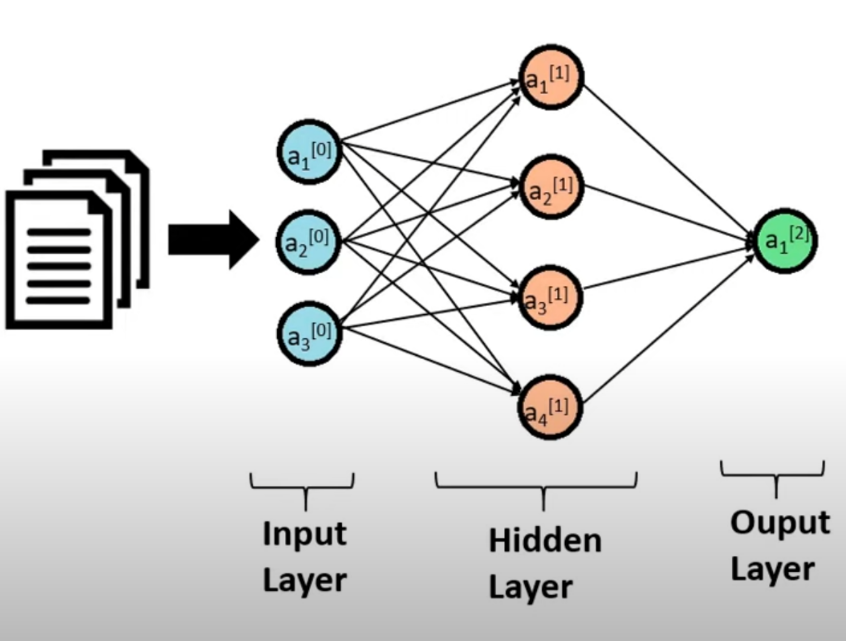 a₁[0]
a₂[0]
a₃[0]
a₁[1]
a₂[1]
a₃[1]
a₄[1]
a₁[2]
Input
Layer
Hidden
Layer
Ouput
Layer